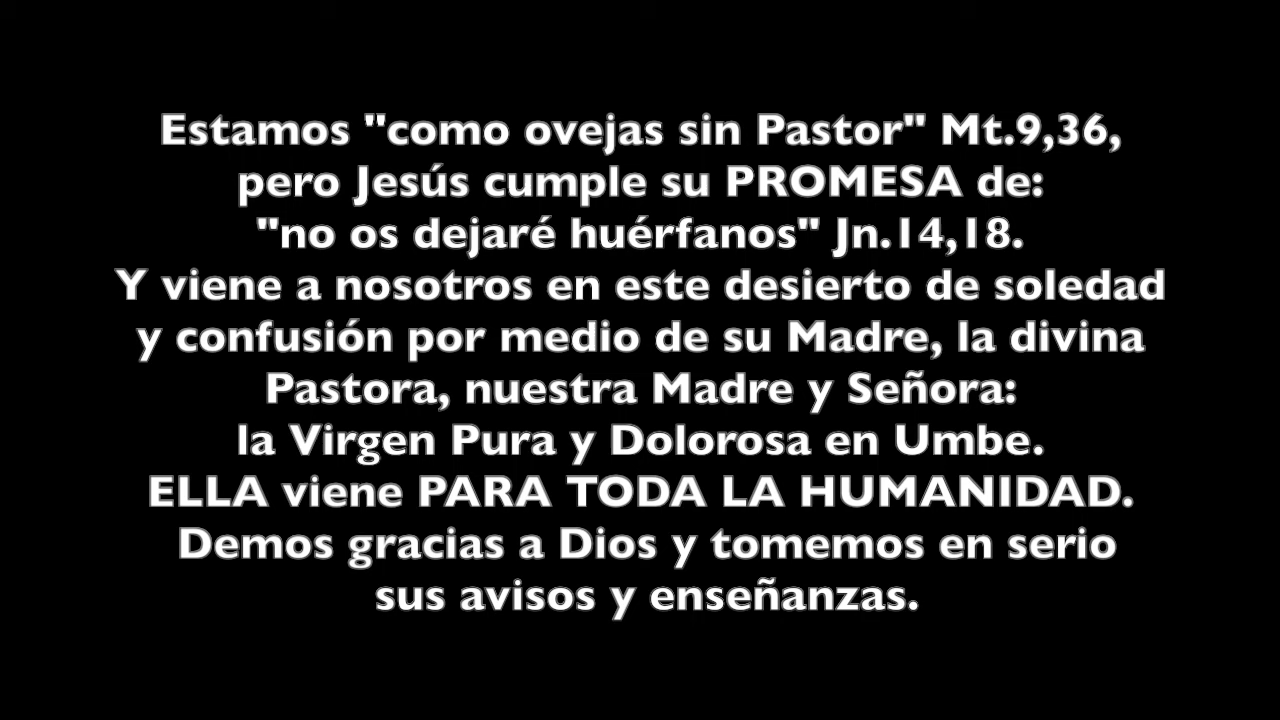 Estamos "como ovejas sin Pastor" Mt.9,36,
pero Jesús cumple su PROMESA de:
"no os dejaré huérfanos" Jn.14,18.
Y viene a nosotros en este desierto de soledad
y confusión por medio de su Madre, la divina
Pastora, nuestra Madre y Señora:
la Virgen Pura y Dolorosa en Umbe.
ELLA viene PARA TODA LA HUMANIDAD.
Demos gracias a Dios y tomemos en serio
sus avisos y enseñanzas.